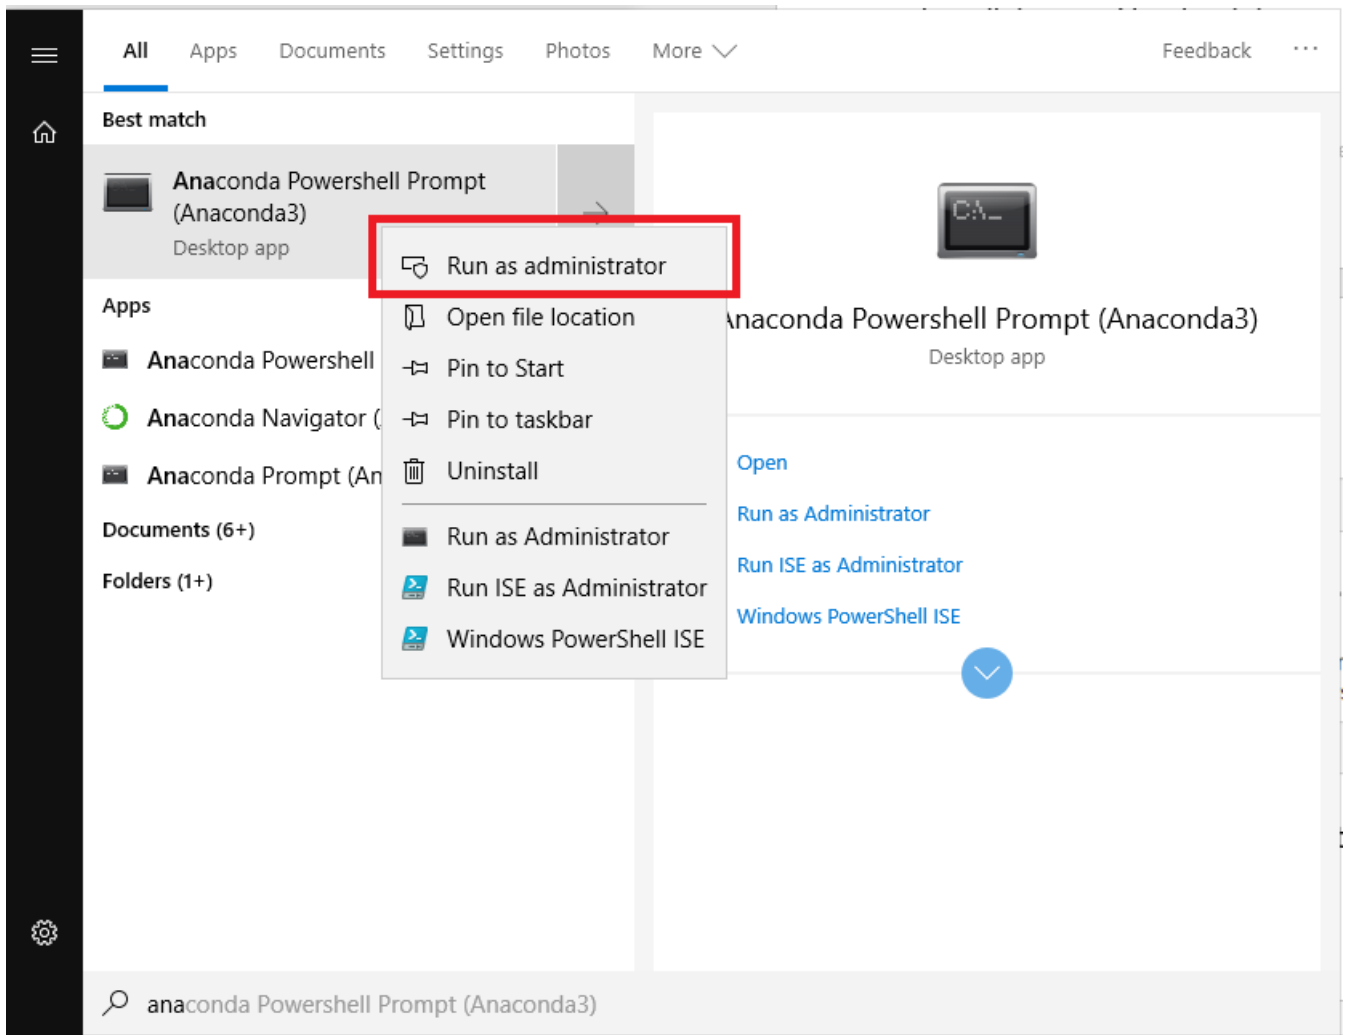 All Apps Documents Settings Photos More Feedback ...
Best match
Anaconda Powershell Prompt
(Anaconda3)
Desktop app
Run as administrator
Open file location
Pin to Start
Pin to taskbar
Uninstall
Run as Administrator
Run ISE as Administrator
Windows PowerShell ISE
Apps
Anaconda Powershell
Anaconda Navigator (
Anaconda Prompt (An
Documents (6+)
Folders (1+)
C:\_
Anaconda Powershell Prompt (Anaconda3)
Desktop app
Open
Run as Administrator
Run ISE as Administrator
Windows PowerShell ISE
anaconda Powershell Prompt (Anaconda3)